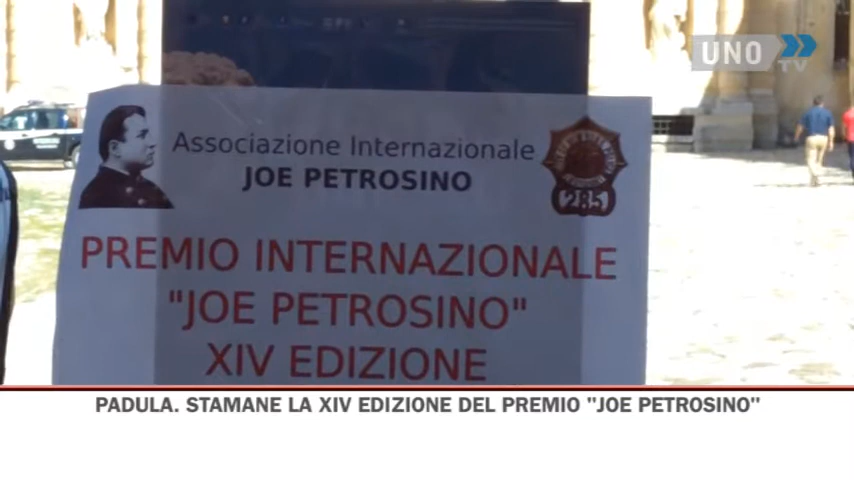 UNO
TV
Associazione Internazionale
JOE PETROSINO
285
PREMIO INTERNAZIONALE
"JOE PETROSINO"
XIV EDIZIONE
PADULA. STAMANE LA XIV EDIZIONE DEL PREMIO "JOE PETROSINO"